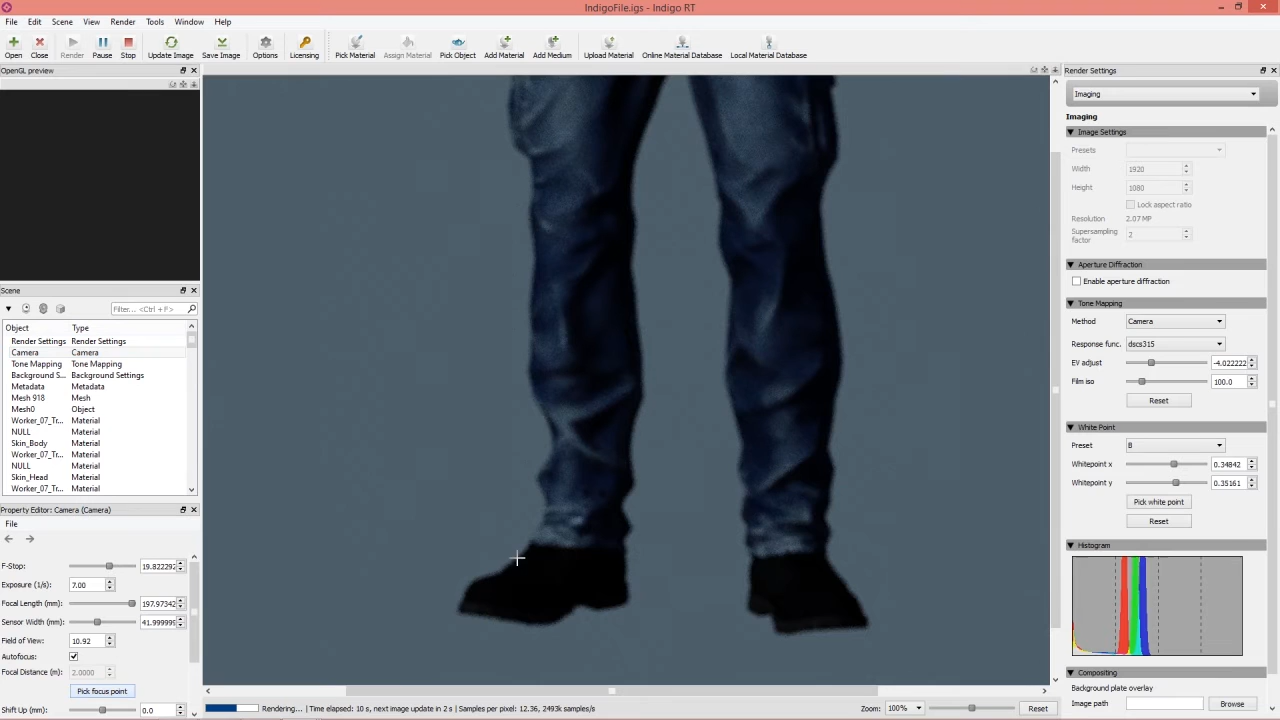 IndigoFile.igs - Indigo RT
File Edit Scene View Render Tools Window Help
Open Close Render Pause Stop Update Image Save Image Options Licensing Pick Material Assign Material Pick Object Add Material Add Medium Upload Material Online Material Database Local Material Database
OpenGL preview
Scene
Filter... <Ctrl + F>
Object Type
Render Settings Render Settings
Camera Camera
Tone Mapping Tone Mapping
Background S... Background Settings
Metadata Metadata
Mesh 918 Mesh
Mesh0 Object
Worker_07_Tr... Material
NULL Material
Skin_Body Material
Worker_07_Tr... Material
NULL Material
Skin_Head Material
Worker_07_Tr... Material
Property Editor: Camera (Camera)
File
F-Stop: 19.822292
Exposure (1/s): 7.00
Focal Length (mm): 197.97342
Sensor Width (mm): 41.999999
Field of View: 10.92
Autofocus:
Focal Distance (m): 2.0000
Pick focus point
Shift Up (mm): 0.0
Rendering... | Time elapsed: 10 s, next image update in 2 s | Samples per pixel: 12.36, 2493k samples/s
Zoom: 100% Reset
Render Settings
Imaging
Imaging
Image Settings
Presets
Width 1920
Height 1080
Lock aspect ratio
Resolution 2.07 MP
Supersampling
factor 2
Aperture Diffraction
Enable aperture diffraction
Tone Mapping
Method Camera
Response func. dscs315
EV adjust -4.022222
Film iso 100.0
Reset
White Point
Preset B
Whitepoint x 0.34842
Whitepoint y 0.35161
Pick white point
Reset
Histogram
Compositing
Background plate overlay
Image path Browse